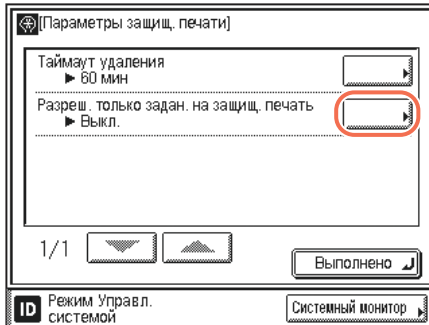 [Параметры защищ. печати]
Таймаут удаления
► 60 мин
Разреш. только задан. на защищ. печать
► Выкл.
1/1
Выполнено
ID Режим Управл. системой
Системный монитор